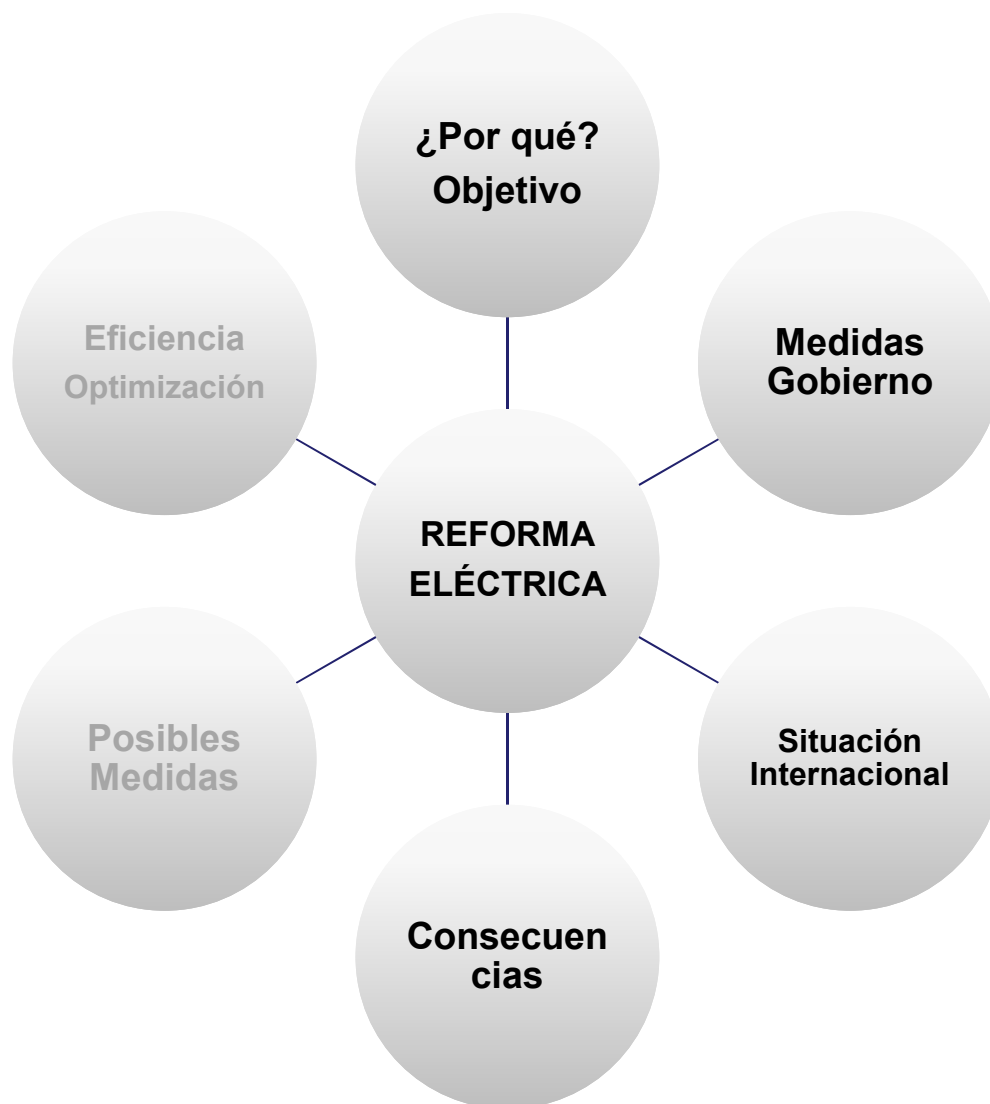 ¿Por qué?
Objetivo
Medidas
Gobierno
Situación
Internacional
Consecuen
cias
Posibles
Medidas
Eficiencia
Optimización
REFORMA
ELÉCTRICA